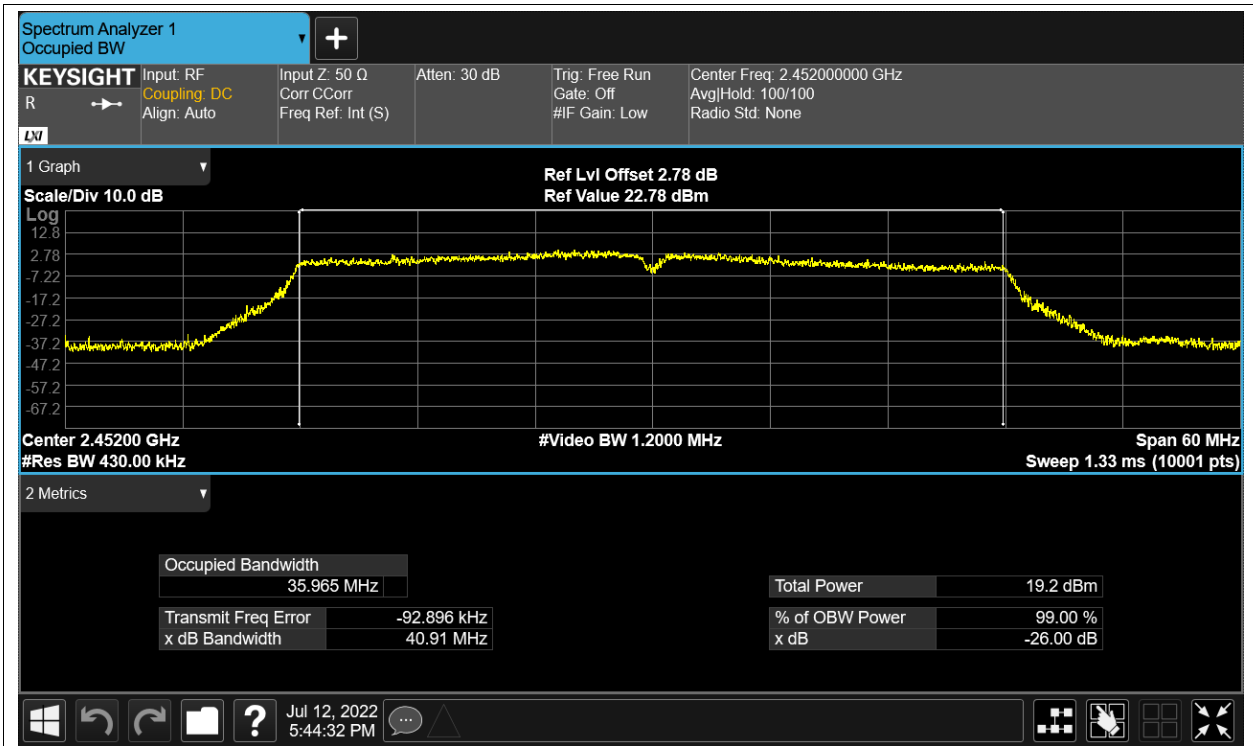 Spectrum Analyzer 1
Occupied BW
KEYSIGHT
R
LXI
Input: RF
Coupling: DC
Align: Auto
Input Z: 50 Ω
Corr CCorr
Freq Ref: Int (S)
Atten: 30 dB
Trig: Free Run
Gate: Off
#IF Gain: Low
Center Freq: 2.452000000 GHz
Avg|Hold: 100/100
Radio Std: None
1 Graph
Scale/Div 10.0 dB
Ref Lvl Offset 2.78 dB
Ref Value 22.78 dBm
Log
12.8
2.78
-7.22
-17.2
-27.2
-37.2
-47.2
-57.2
-67.2
Center 2.45200 GHz
#Video BW 1.2000 MHz
Span 60 MHz
#Res BW 430.00 kHz
Sweep 1.33 ms (10001 pts)
2 Metrics
Occupied Bandwidth
35.965 MHz
Transmit Freq Error -92.896 kHz
x dB Bandwidth 40.91 MHz
Total Power 19.2 dBm
% of OBW Power 99.00 %
x dB -26.00 dB
?
Jul 12, 2022
5:44:32 PM